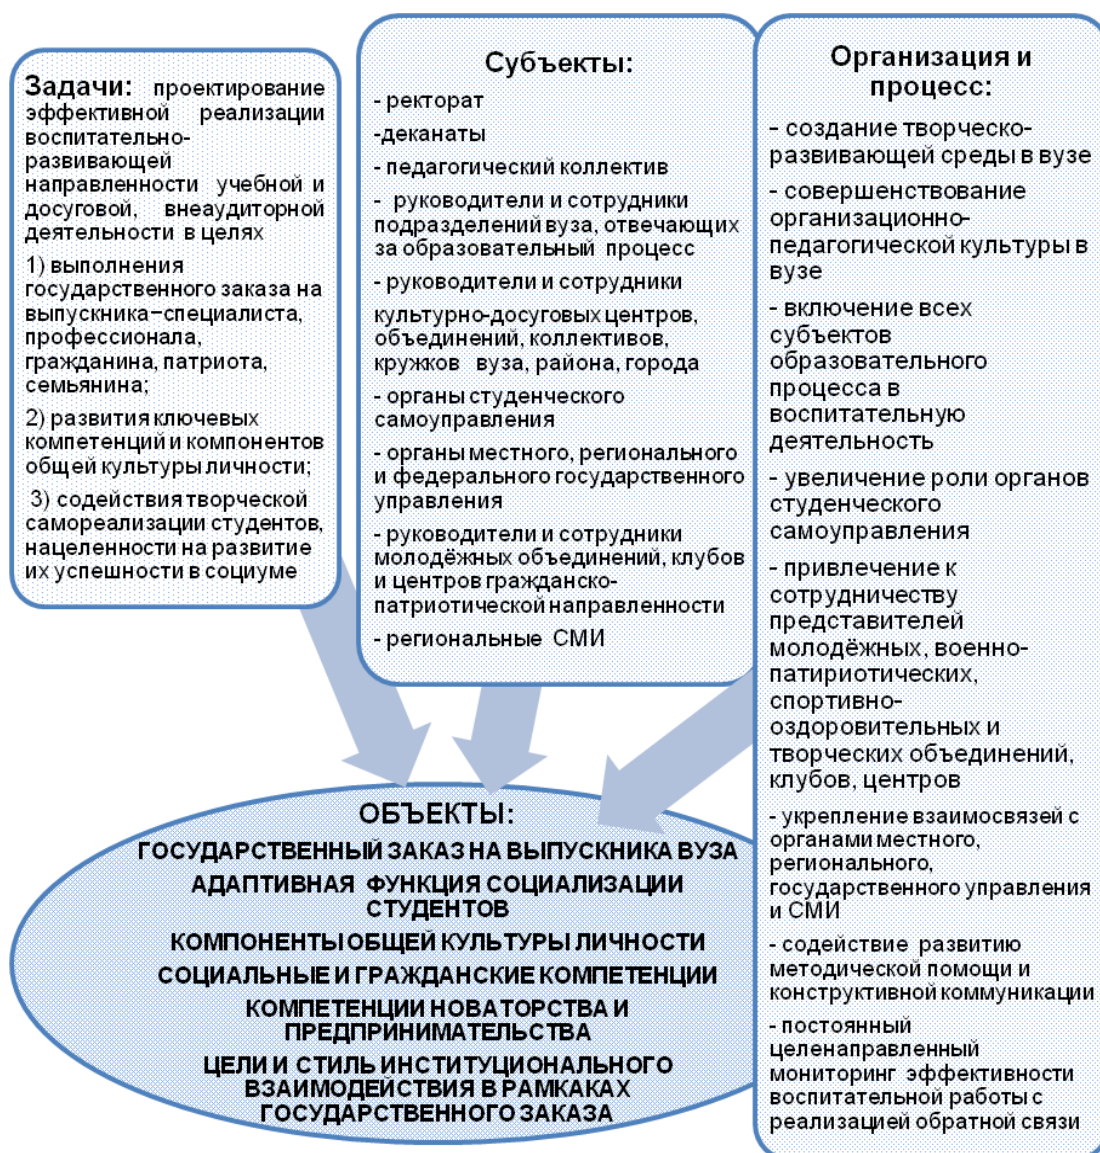 Задачи: проектирование
эффективной реализации
воспитательно-
развивающей
направленности учебной и
досуговой, внеаудиторной
деятельности в целях
1) выполнения
государственного заказа на
выпускника–специалиста,
профессионала,
гражданина, патриота,
семьянина;
2) развития ключевых
компетенций и компонентов
общей культуры личности;
3) содействия творческой
самореализации студентов,
нацеленности на развитие
их успешности в социуме
Субъекты:
- ректорат
-деканаты
- педагогический коллектив
- руководители и сотрудники
подразделений вуза, отвечающих
за образовательный процесс
- руководители и сотрудники
культурно-досуговых центров,
объединений, коллективов,
кружков вуза, района, города
- органы студенческого
самоуправления
- органы местного, регионального
и федерального государственного
управления
- руководители и сотрудники
молодёжных объединений, клубов
и центров гражданско-
патриотической направленности
- региональные СМИ
Организация и
процесс:
- создание творческо-
развивающей среды в вузе
- совершенствование
организационно-
педагогической культуры в
вузе
- включение всех
субъектов
образовательного
процесса в
воспитательную
деятельность
- увеличение роли органов
студенческого
самоуправления
- привлечение к
сотрудничеству
представителей
молодёжных, военно-
патириотических,
спортивно-
оздоровительных и
творческих объединений,
клубов, центров
- укрепление взаимосвязей с
органами местного,
регионального,
государственного управления
и СМИ
- содействие развитию
методической помощи и
конструктивной коммуникации
- постоянный
целенаправленный
мониторинг эффективности
воспитательной работы с
реализацией обратной связи
ОБЪЕКТЫ:
ГОСУДАРСТВЕННЫЙ ЗАКАЗ НА ВЫПУСКНИКА ВУЗА
АДАПТИВНАЯ ФУНКЦИЯ СОЦИАЛИЗАЦИИ
СТУДЕНТОВ
КОМПОНЕНТЫ ОБЩЕЙ КУЛЬТУРЫ ЛИЧНОСТИ
СОЦИАЛЬНЫЕ И ГРАЖДАНСКИЕ КОМПЕТЕНЦИИ
КОМПЕТЕНЦИИ НОВАТОРСТВА И
ПРЕДПРИНИМАТЕЛЬСТВА
ЦЕЛИ И СТИЛЬ ИНСТИТУЦИОНАЛЬНОГО
ВЗАИМОДЕЙСТВИЯ В РАМКАКАХ
ГОСУДАРСТВЕННОГО ЗАКАЗА